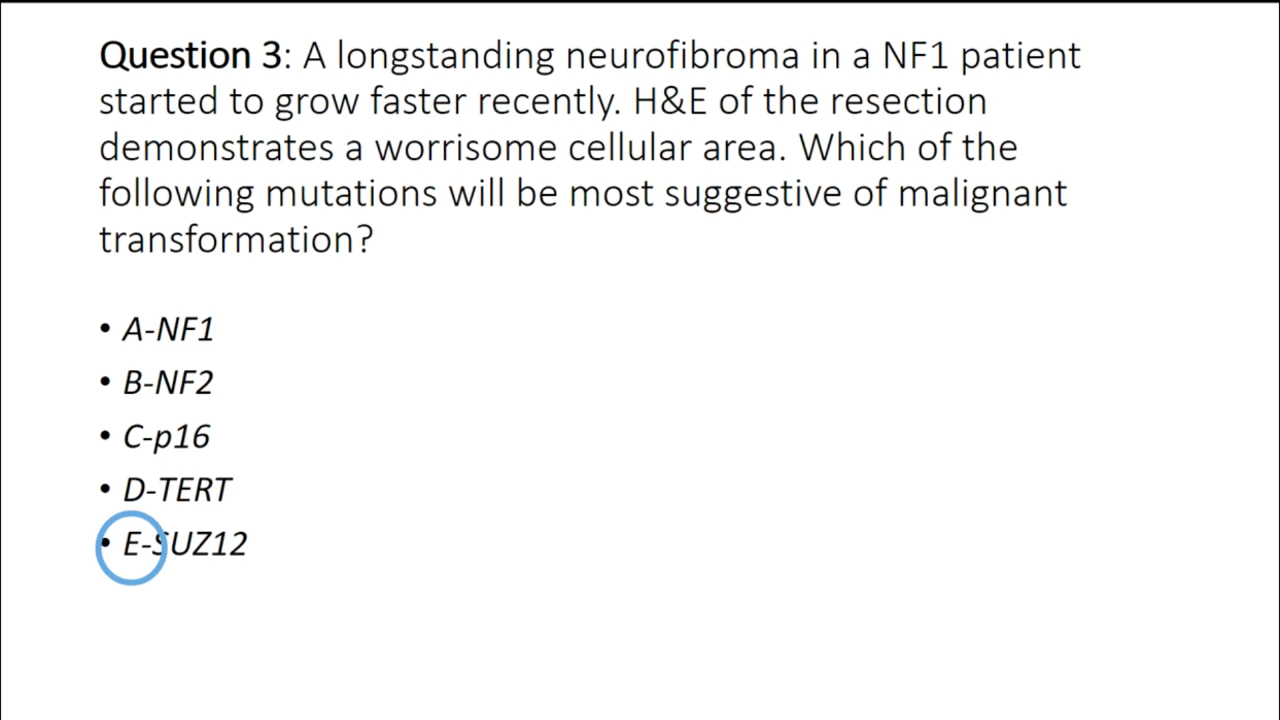 Question 3: A longstanding neurofibroma in a NF1 patient
started to grow faster recently. H&E of the resection
demonstrates a worrisome cellular area. Which of the
following mutations will be most suggestive of malignant
transformation?
• A-NF1
• B-NF2
• C-p16
• D-TERT
• E-SUZ12